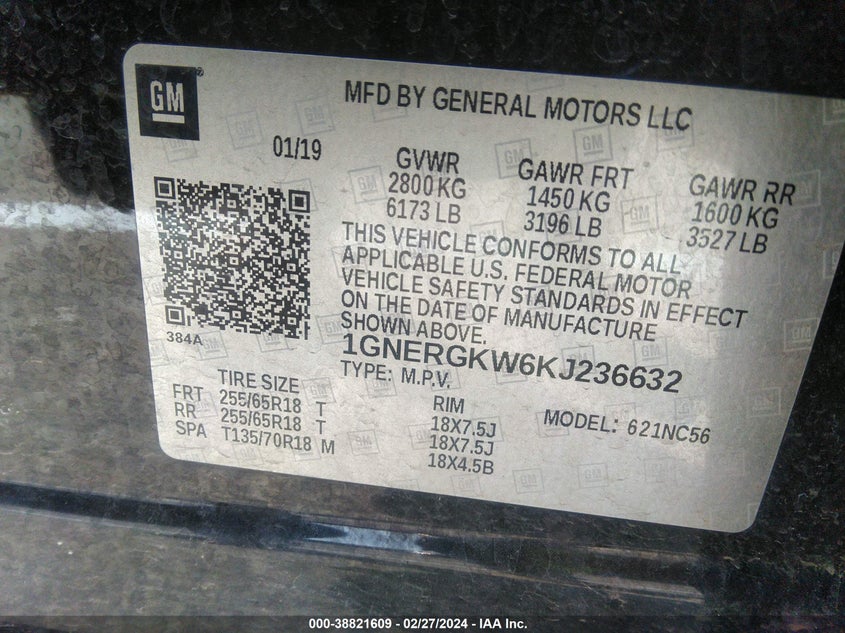 GM
MFD BY GENERAL MOTORS LLC
01/19
GVWR
2800 KG
6173 LB
GAWR FRT
1450 KG
3196 LB
GAWR RR
1600 KG
3527 LB
THIS VEHICLE CONFORMS TO ALL
APPLICABLE U.S. FEDERAL MOTOR
VEHICLE SAFETY STANDARDS IN EFFECT
ON THE DATE OF MANUFACTURE
SHOWN ABOVE.
384A
1GNERGKW6KJ236632
TYPE: M.P.V.
MODEL: 621NC56
TIRE SIZE
FRT 255/65R18 T
RR 255/65R18 T
SPA T135/70R18 M
RIM
18X7.5J
18X7.5J
18X4.5B
000-38821609 - 02/27/2024 - IAA Inc.